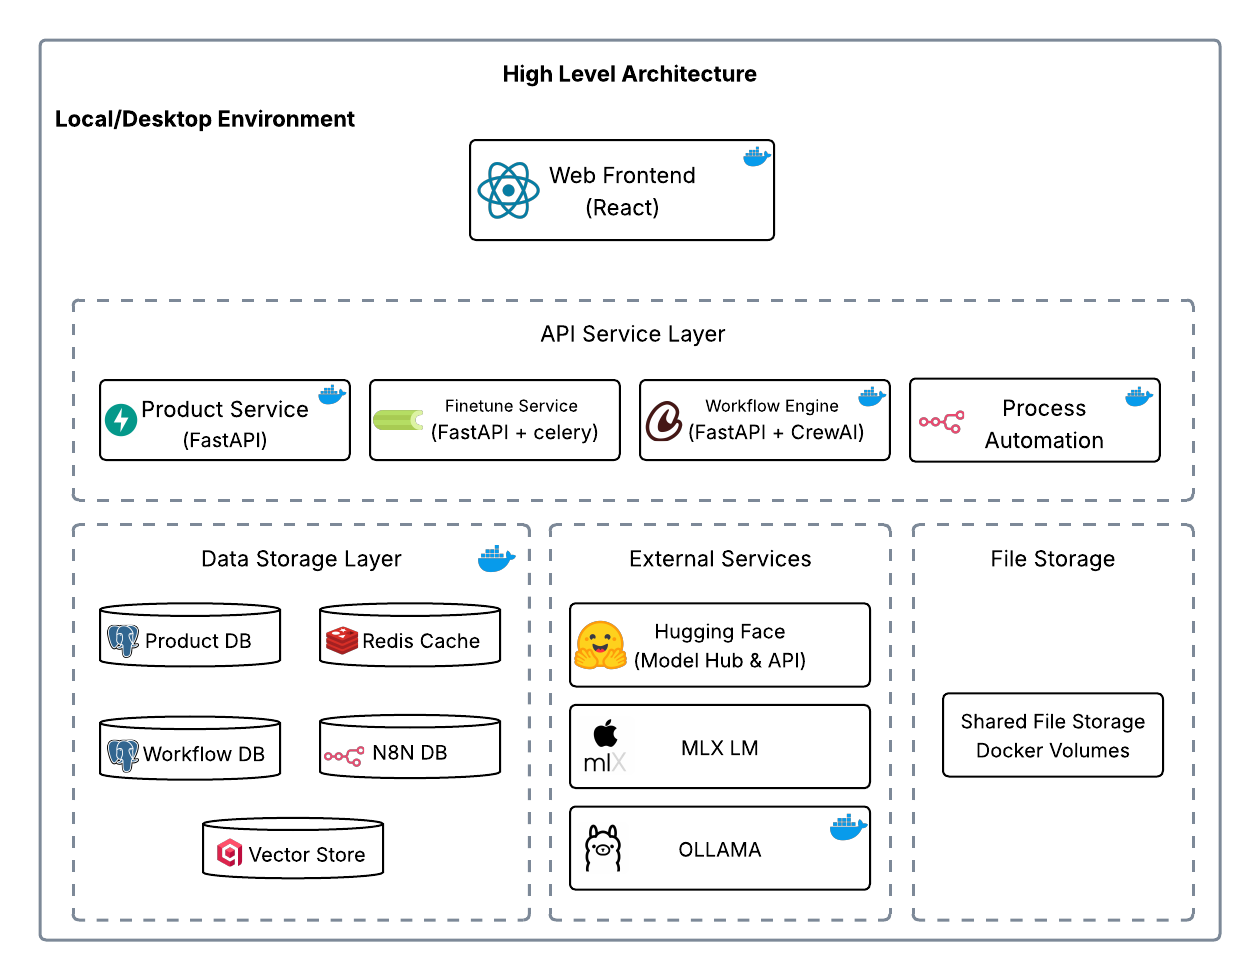 High Level Architecture
Local/Desktop Environment
Web Frontend
(React)
API Service Layer
Product Service
(FastAPI)
Finetune Service
(FastAPI + celery)
Workflow Engine
(FastAPI + CrewAI)
Process
Automation
Data Storage Layer
Product DB
Redis Cache
Workflow DB
N8N DB
Vector Store
External Services
Hugging Face
(Model Hub & API)
mlX
MLX LM
OLLAMA
File Storage
Shared File Storage
Docker Volumes